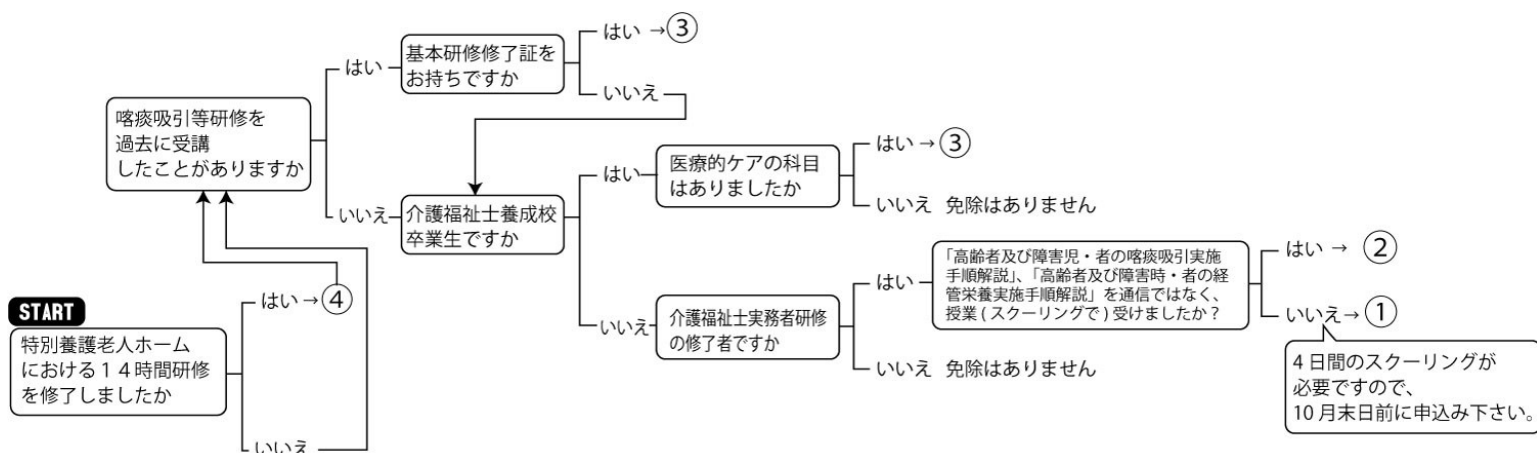 START
特別養護老人ホーム
における１４時間研修
を修了しましたか
はい →④
いいえ
喀痰吸引等研修を
過去に受講
したことがありますか
はい
基本研修修了証を
お持ちですか
はい →③
いいえ
いいえ
介護福祉士養成校
卒業生ですか
はい
医療的ケアの科目
はありましたか
はい →③
いいえ 免除はありません
いいえ
介護福祉士実務者研修
の修了者ですか
はい
「高齢者及び障害児・者の喀痰吸引実施
手順解説」、「高齢者及び障害時・者の経
管栄養実施手順解説」を通信ではなく、
授業(スクーリングで)受けましたか？
はい → ②
いいえ→ ①
4日間のスクーリングが
必要ですので、
10月末日前に申込み下さい。
いいえ 免除はありません